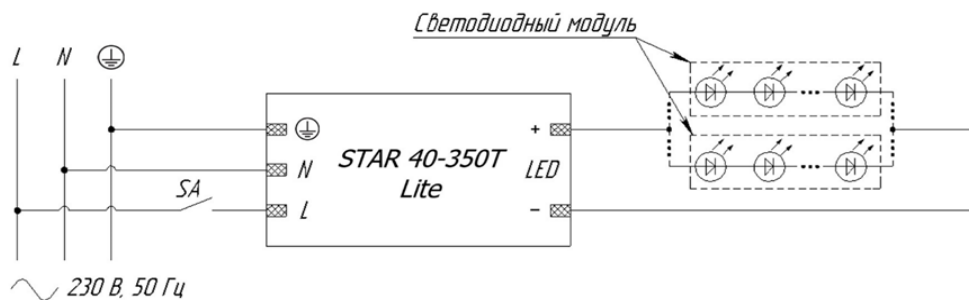 Светодиодный модуль
L N
+
STAR 40-350T
Lite
N
LED
SA
L
−
230 В, 50 Гц